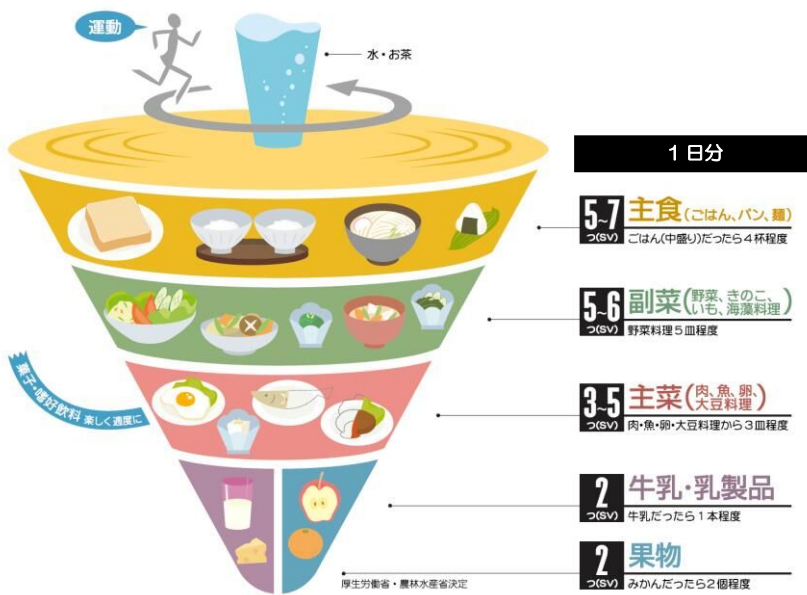 運動
水・お茶
1日分
5~7
つ(SV)
主食(ごはん、パン、麺)
ごはん(中盛り)だったら4杯程度
5~6
つ(SV)
副菜(野菜、きのこ、
いも、海藻料理)
野菜料理5皿程度
菓子・嗜好飲料 楽しく適度に
3~5
つ(SV)
主菜(肉、魚、卵、
大豆料理)
肉・魚・卵・大豆料理から3皿程度
2
つ(SV)
牛乳・乳製品
牛乳だったら1本程度
2
つ(SV)
果物
みかんだったら2個程度
厚生労働省・農林水産省決定